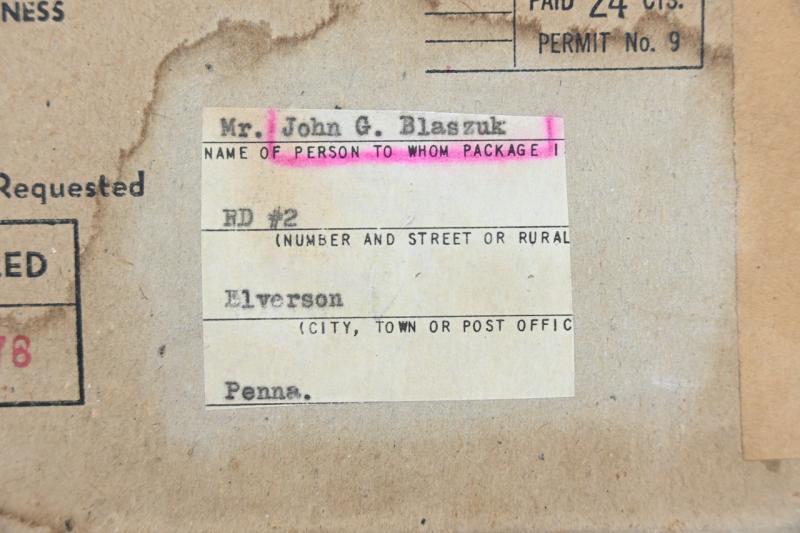 NESS
PAID 24 CTS.
PERMIT No. 9
Mr. John G. Blaszuk
NAME OF PERSON TO WHOM PACKAGE I
Requested
RD #2
(NUMBER AND STREET OR RURAL
LED
Elverson
(CITY, TOWN OR POST OFFIC
76
Penna.